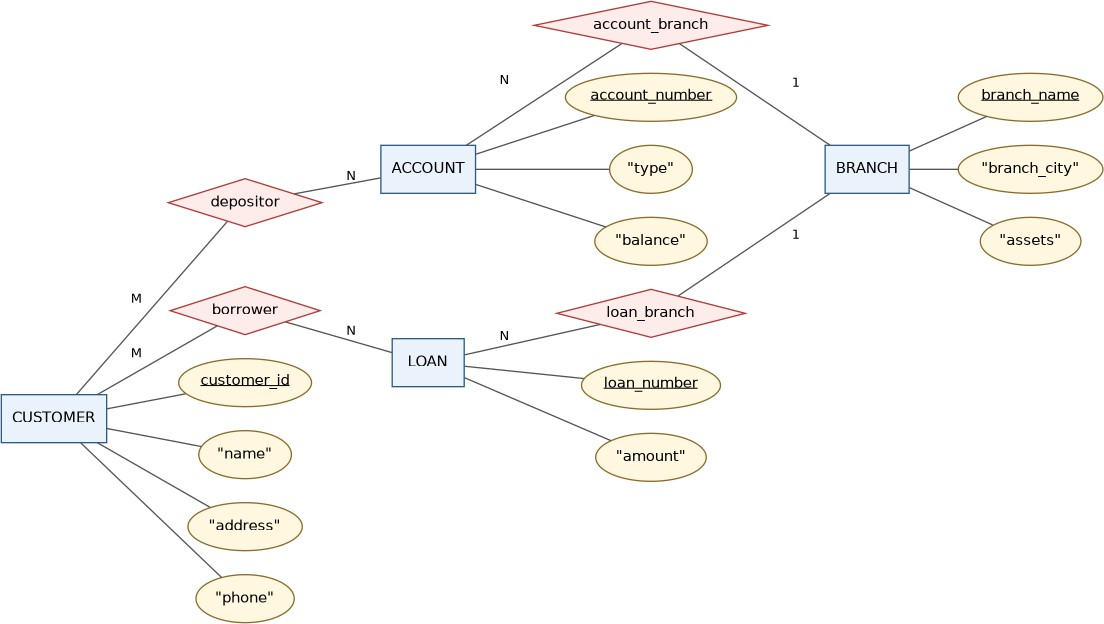 account_branch
N
1
account_number
branch_name
ACCOUNT
"type"
BRANCH
"branch_city"
N
depositor
"balance"
"assets"
1
M
borrower
loan_branch
N
N
M
LOAN
customer_id
loan_number
CUSTOMER
"name"
"amount"
"address"
"phone"